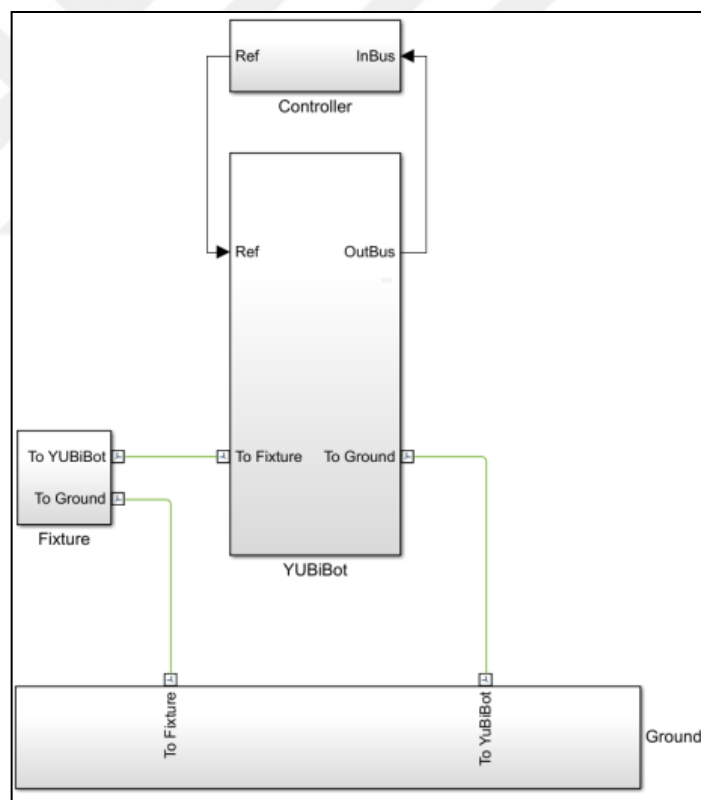 Ref InBus
Controller
Ref OutBus
To YUBiBot To Fixture To Ground
To Ground
Fixture
YUBiBot
To Fixture To YuBiBot Ground